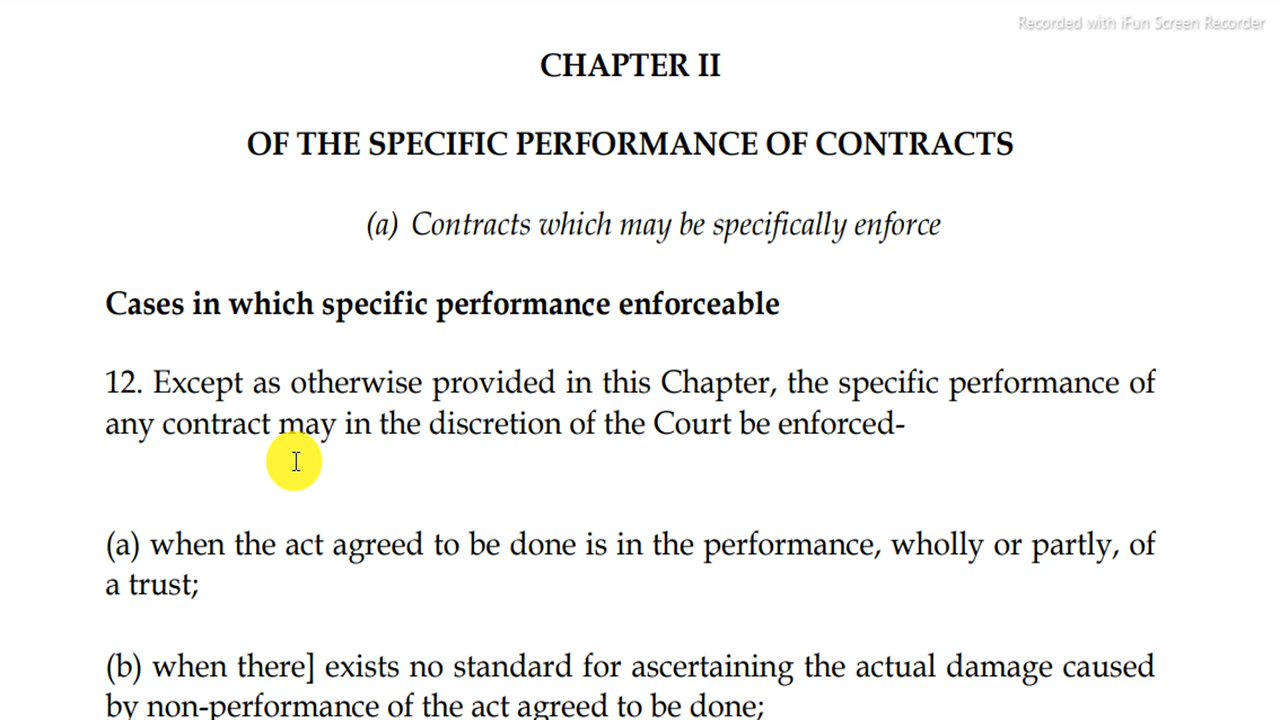 Recorded with iFun Screen Recorder
CHAPTER II
OF THE SPECIFIC PERFORMANCE OF CONTRACTS
(a) Contracts which may be specifically enforce
Cases in which specific performance enforceable
12. Except as otherwise provided in this Chapter, the specific performance of
any contract may in the discretion of the Court be enforced-
(a) when the act agreed to be done is in the performance, wholly or partly, of
a trust;
(b) when there] exists no standard for ascertaining the actual damage caused
by non-performance of the act agreed to be done;